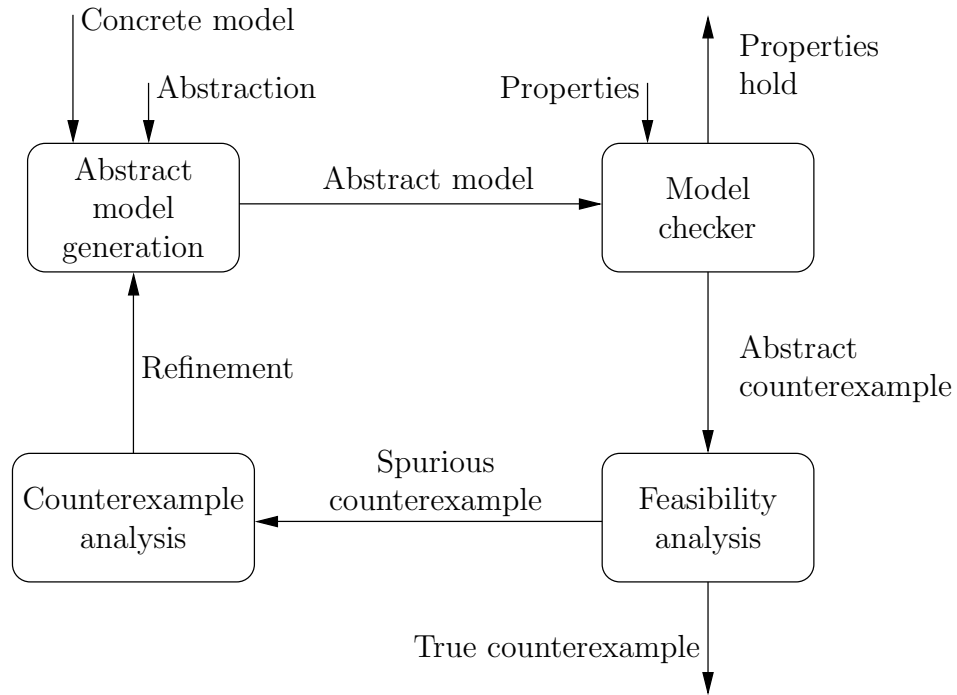 Concrete model
Abstraction
Properties
Properties
hold
Abstract
model
generation
Abstract model
Model
checker
Refinement
Abstract
counterexample
Counterexample
analysis
Spurious
counterexample
Feasibility
analysis
True counterexample